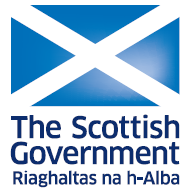 The Scottish
Government
Riaghaltas na h-Alba